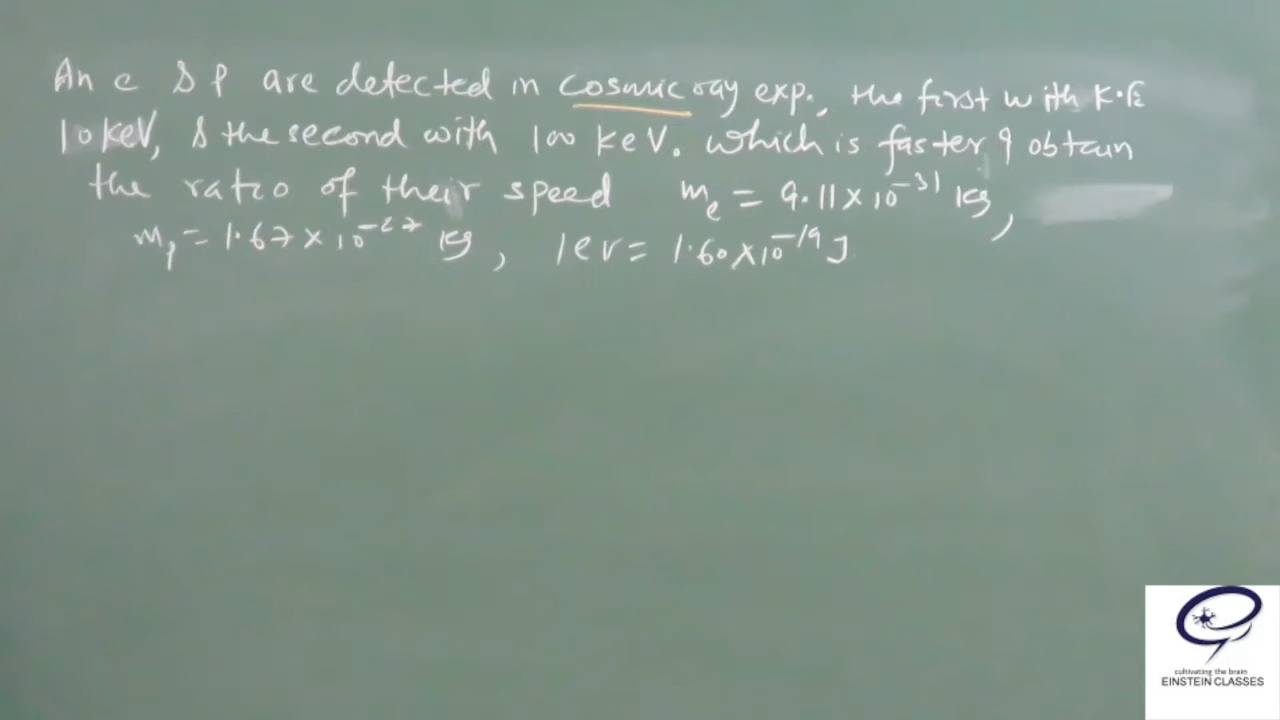 An e & P are detected in cosmic ray exp., the first with K.E
10 keV, & the second with 100 keV. which is faster & obtain
the ratio of their speed mₑ = 9.11 × 10⁻³¹ kg,
mₚ = 1.67 × 10⁻²⁷ kg, 1 eV = 1.60 × 10⁻¹⁹ J
cultivating the brain
EINSTEIN CLASSES